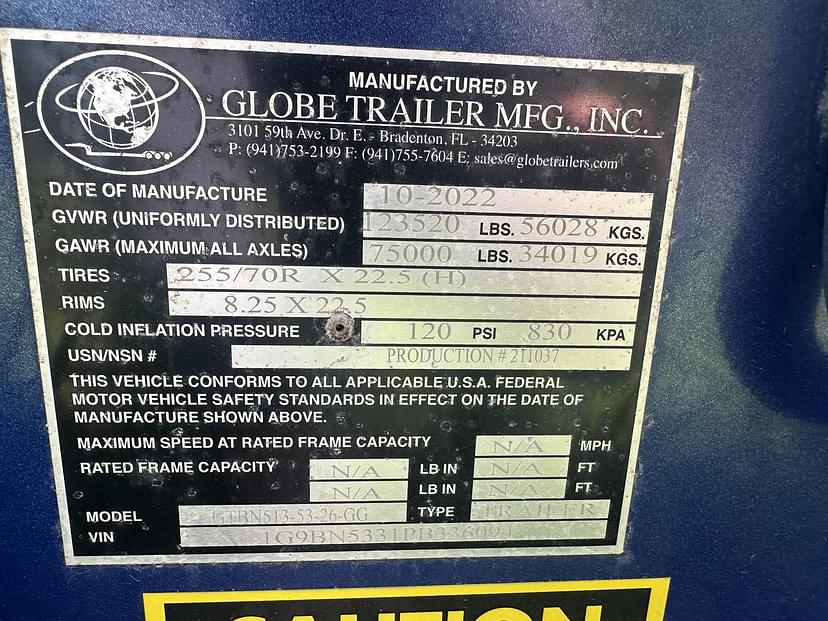 MANUFACTURED BY
GLOBE TRAILER MFG., INC.
3101 59th Ave. Dr. E. - Bradenton, FL - 34203
P: (941)753-2199 F: (941)755-7604 E: sales@globetrailers.com
DATE OF MANUFACTURE 10-2022
GVWR (UNIFORMLY DISTRIBUTED) 123520 LBS. 56028 KGS.
GAWR (MAXIMUM ALL AXLES) 75000 LBS. 34019 KGS.
TIRES 255/70R X 22.5 (H)
RIMS 8.25 X 22.5
COLD INFLATION PRESSURE 120 PSI 830 KPA
USN/NSN # PRODUCTION # 211037
THIS VEHICLE CONFORMS TO ALL APPLICABLE U.S.A. FEDERAL
MOTOR VEHICLE SAFETY STANDARDS IN EFFECT ON THE DATE OF
MANUFACTURE SHOWN ABOVE.
MAXIMUM SPEED AT RATED FRAME CAPACITY N/A MPH
RATED FRAME CAPACITY N/A LB IN N/A FT
N/A LB IN N/A FT
MODEL GTBN513-53-26-GG TYPE TRAILER
VIN 1G9BN5331PB336094
CAUTION